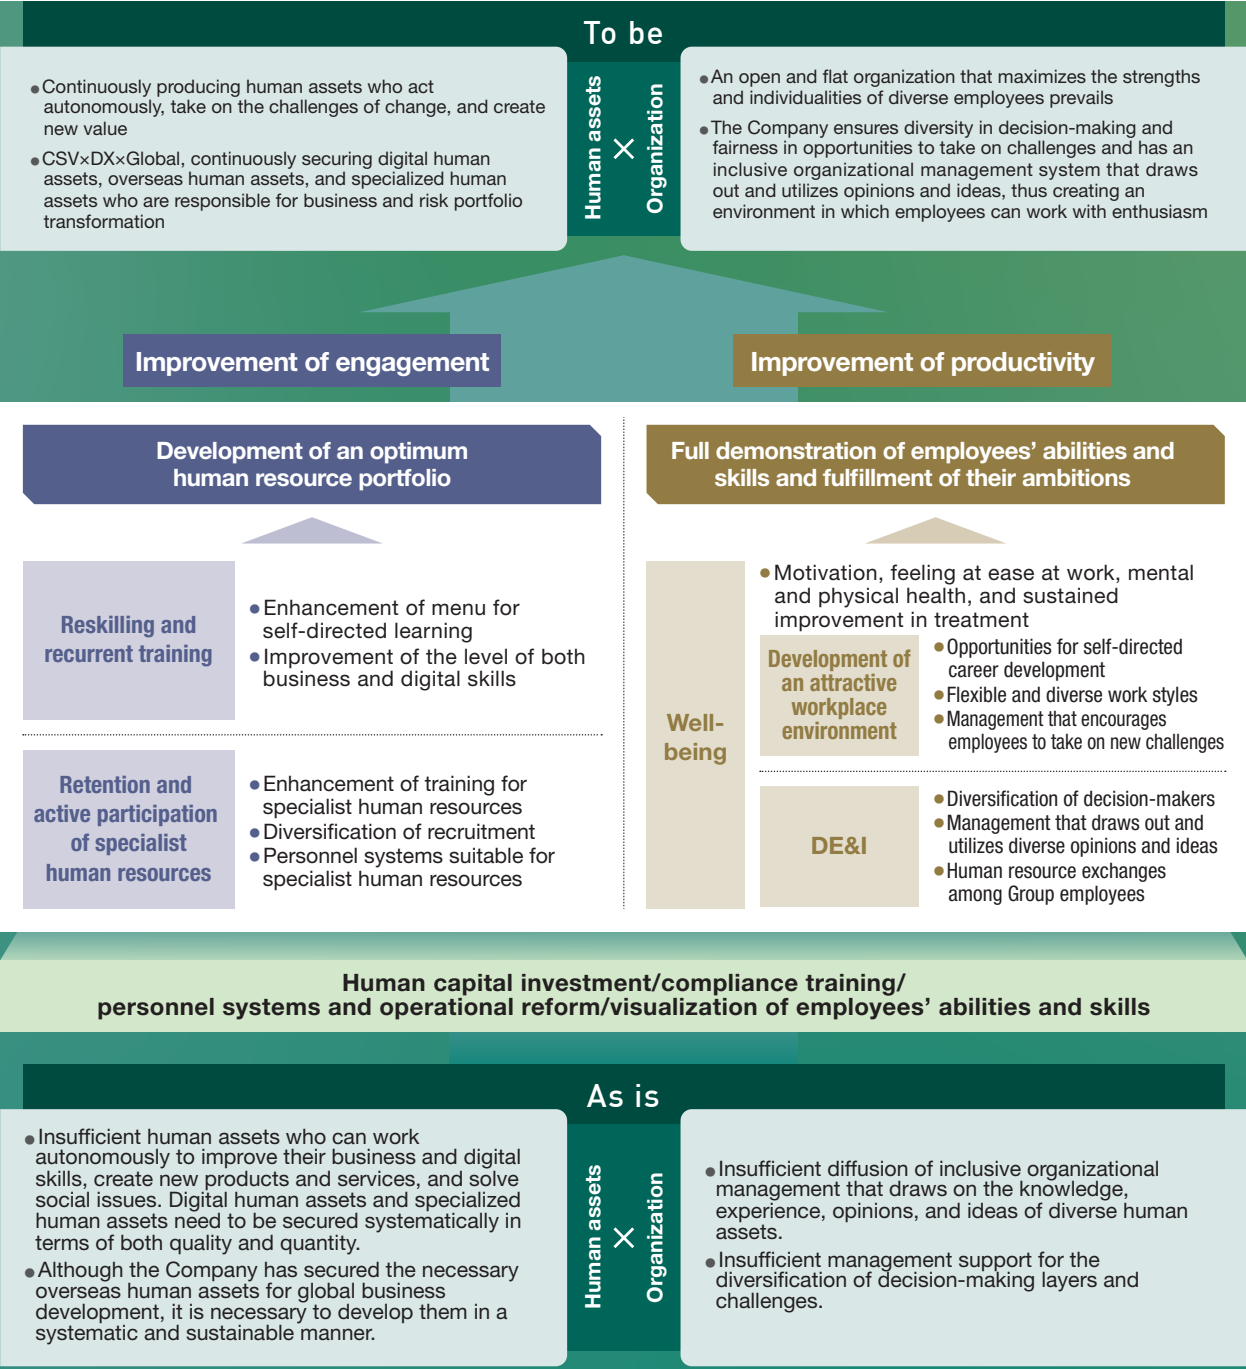 To be
●Continuously producing human assets who act
autonomously, take on the challenges of change, and create
new value
●CSV×DX×Global, continuously securing digital human
assets, overseas human assets, and specialized human
assets who are responsible for business and risk portfolio
transformation
Human assets
×
Organization
●An open and flat organization that maximizes the strengths
and individualities of diverse employees prevails
●The Company ensures diversity in decision-making and
fairness in opportunities to take on challenges and has an
inclusive organizational management system that draws
out and utilizes opinions and ideas, thus creating an
environment in which employees can work with enthusiasm
Improvement of engagement
Improvement of productivity
Development of an optimum
human resource portfolio
Reskilling and
recurrent training
●Enhancement of menu for
self-directed learning
●Improvement of the level of both
business and digital skills
Retention and
active participation
of specialist
human resources
●Enhancement of training for
specialist human resources
●Diversification of recruitment
●Personnel systems suitable for
specialist human resources
Full demonstration of employees’ abilities and
skills and fulfillment of their ambitions
Well-
being
●Motivation, feeling at ease at work, mental
and physical health, and sustained
improvement in treatment
Development of
an attractive
workplace
environment
●Opportunities for self-directed
career development
●Flexible and diverse work styles
●Management that encourages
employees to take on new challenges
DE&I
●Diversification of decision-makers
●Management that draws out and
utilizes diverse opinions and ideas
●Human resource exchanges
among Group employees
Human capital investment/compliance training/
personnel systems and operational reform/visualization of employees’ abilities and skills
As is
●Insufficient human assets who can work
autonomously to improve their business and digital
skills, create new products and services, and solve
social issues. Digital human assets and specialized
human assets need to be secured systematically in
terms of both quality and quantity.
●Although the Company has secured the necessary
overseas human assets for global business
development, it is necessary to develop them in a
systematic and sustainable manner.
Human assets
×
Organization
●Insufficient diffusion of inclusive organizational
management that draws on the knowledge,
experience, opinions, and ideas of diverse human
assets.
●Insufficient management support for the
diversification of decision-making layers and
challenges.